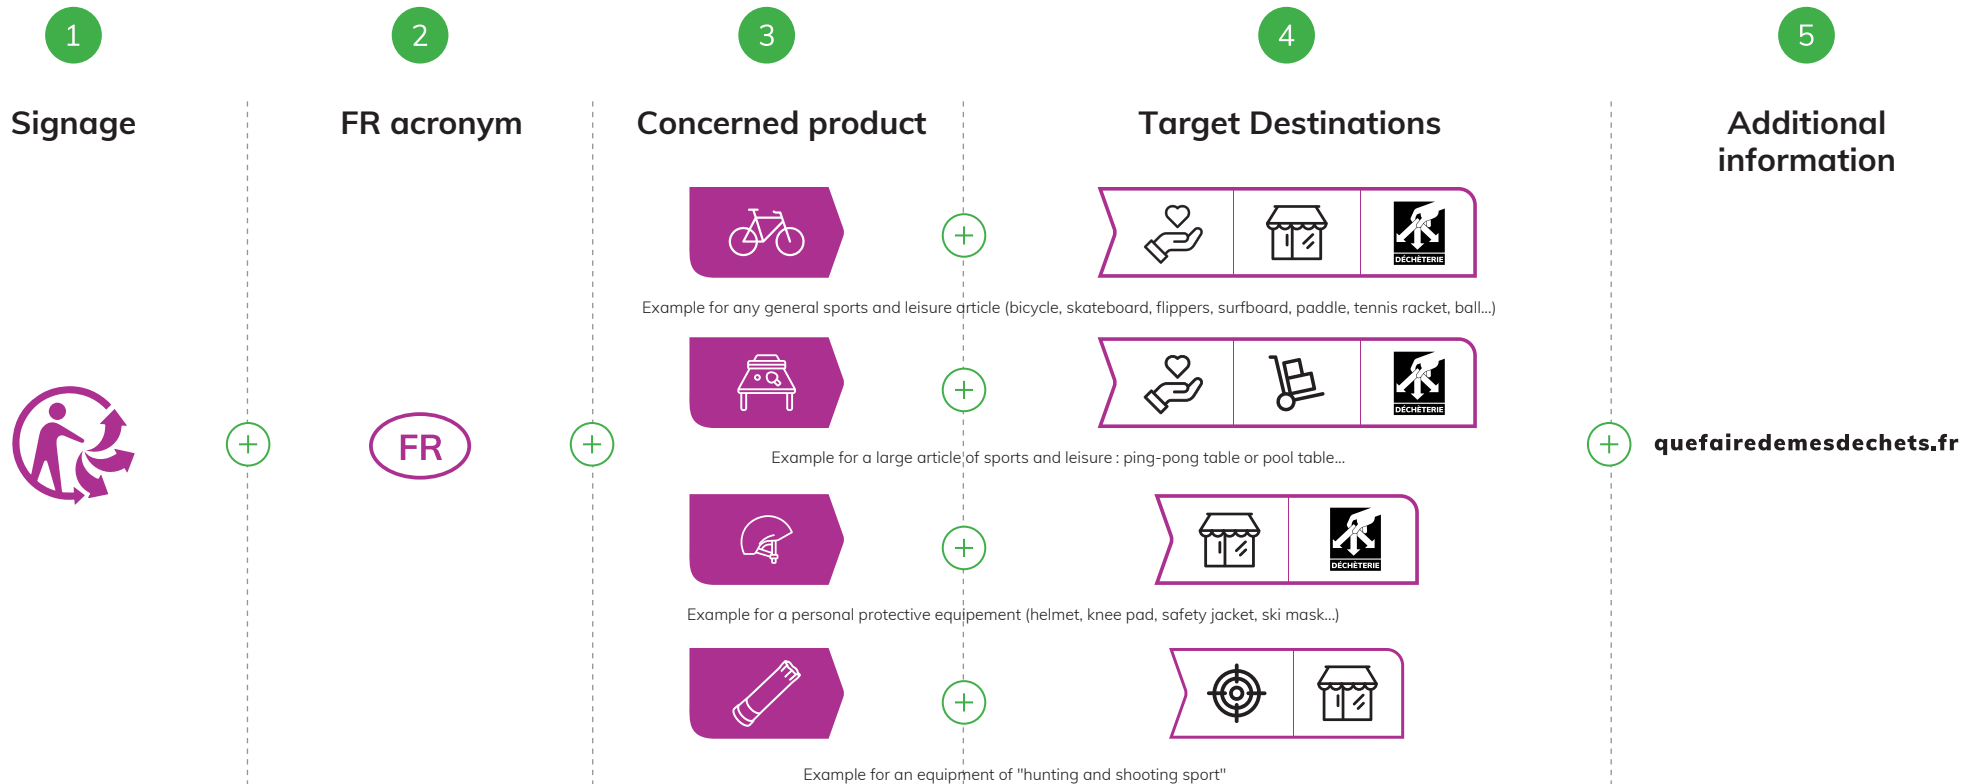 1
2
3
4
5
Signage
FR acronym
Concerned product
Target Destinations
Additional
information
DÉCHÈTERIE
Example for any general sports and leisure article (bicycle, skateboard, flippers, surfboard, paddle, tennis racket, ball...)
DÉCHÈTERIE
FR
quefairedemesdechets.fr
Example for a large article of sports and leisure : ping-pong table or pool table...
DÉCHÈTERIE
Example for a personal protective equipement (helmet, knee pad, safety jacket, ski mask...)
Example for an equipment of "hunting and shooting sport"